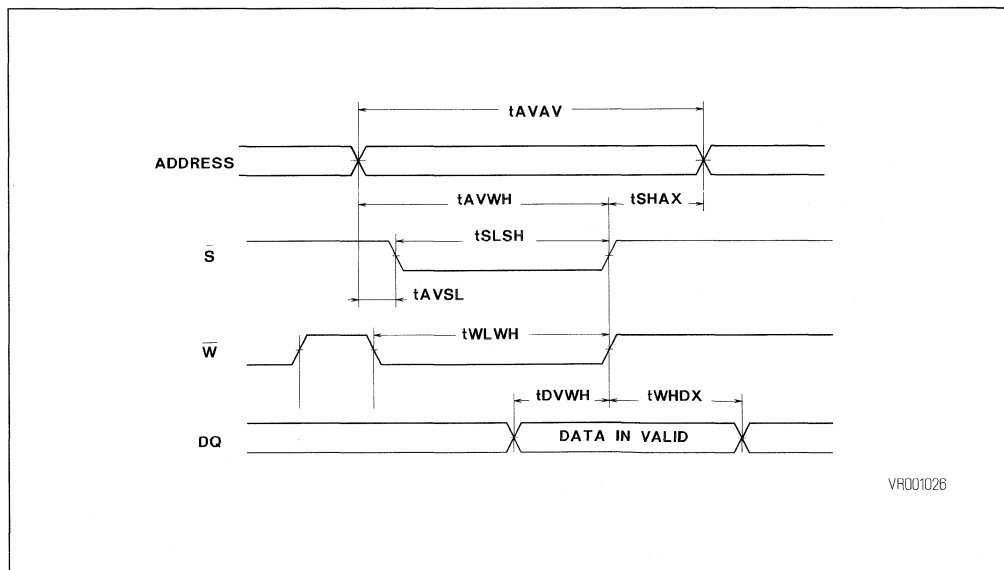 tAVAV
ADDRESS
tAVWH
tSHAX
tSLSH
S̅
tAVSL
tWLWH
W̅
tDVWH
tWHDX
DQ
DATA IN VALID
VR001026